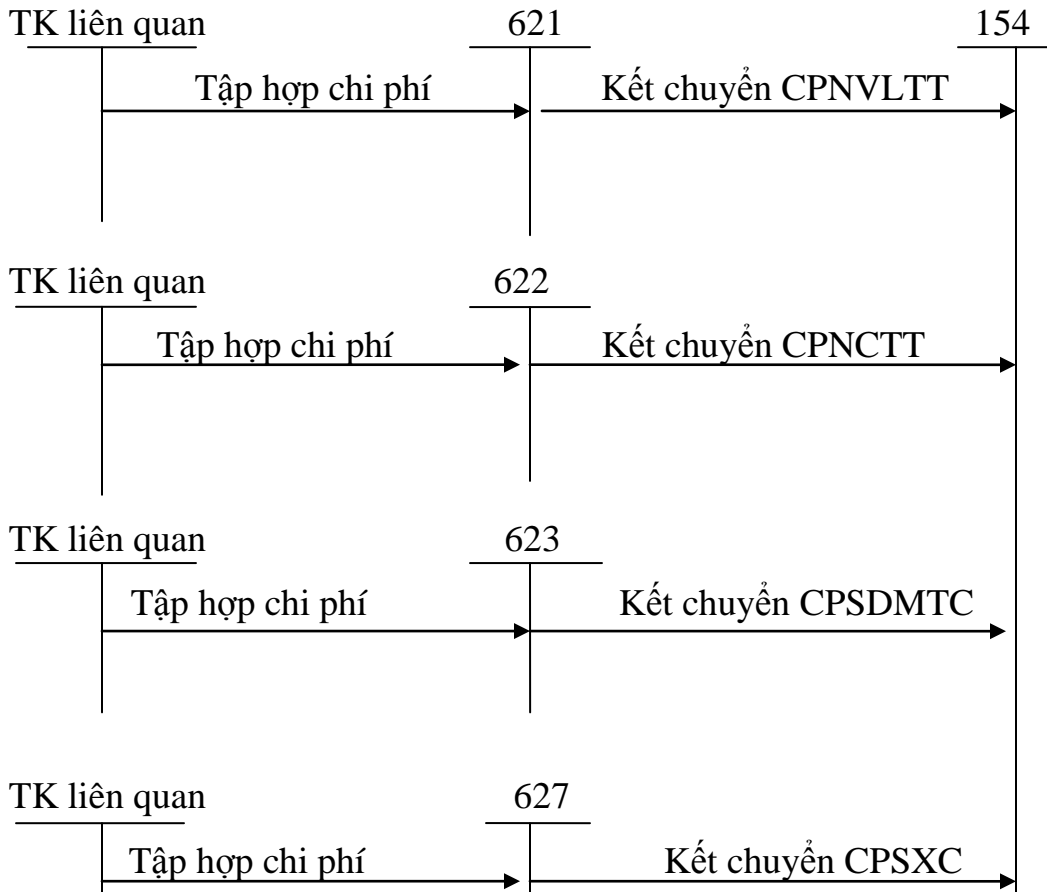 TK liên quan 621 154
Tập hợp chi phí Kết chuyển CPNVLTT
TK liên quan 622
Tập hợp chi phí Kết chuyển CPNCTT
TK liên quan 623
Tập hợp chi phí Kết chuyển CPSDMTC
TK liên quan 627
Tập hợp chi phí Kết chuyển CPSXC